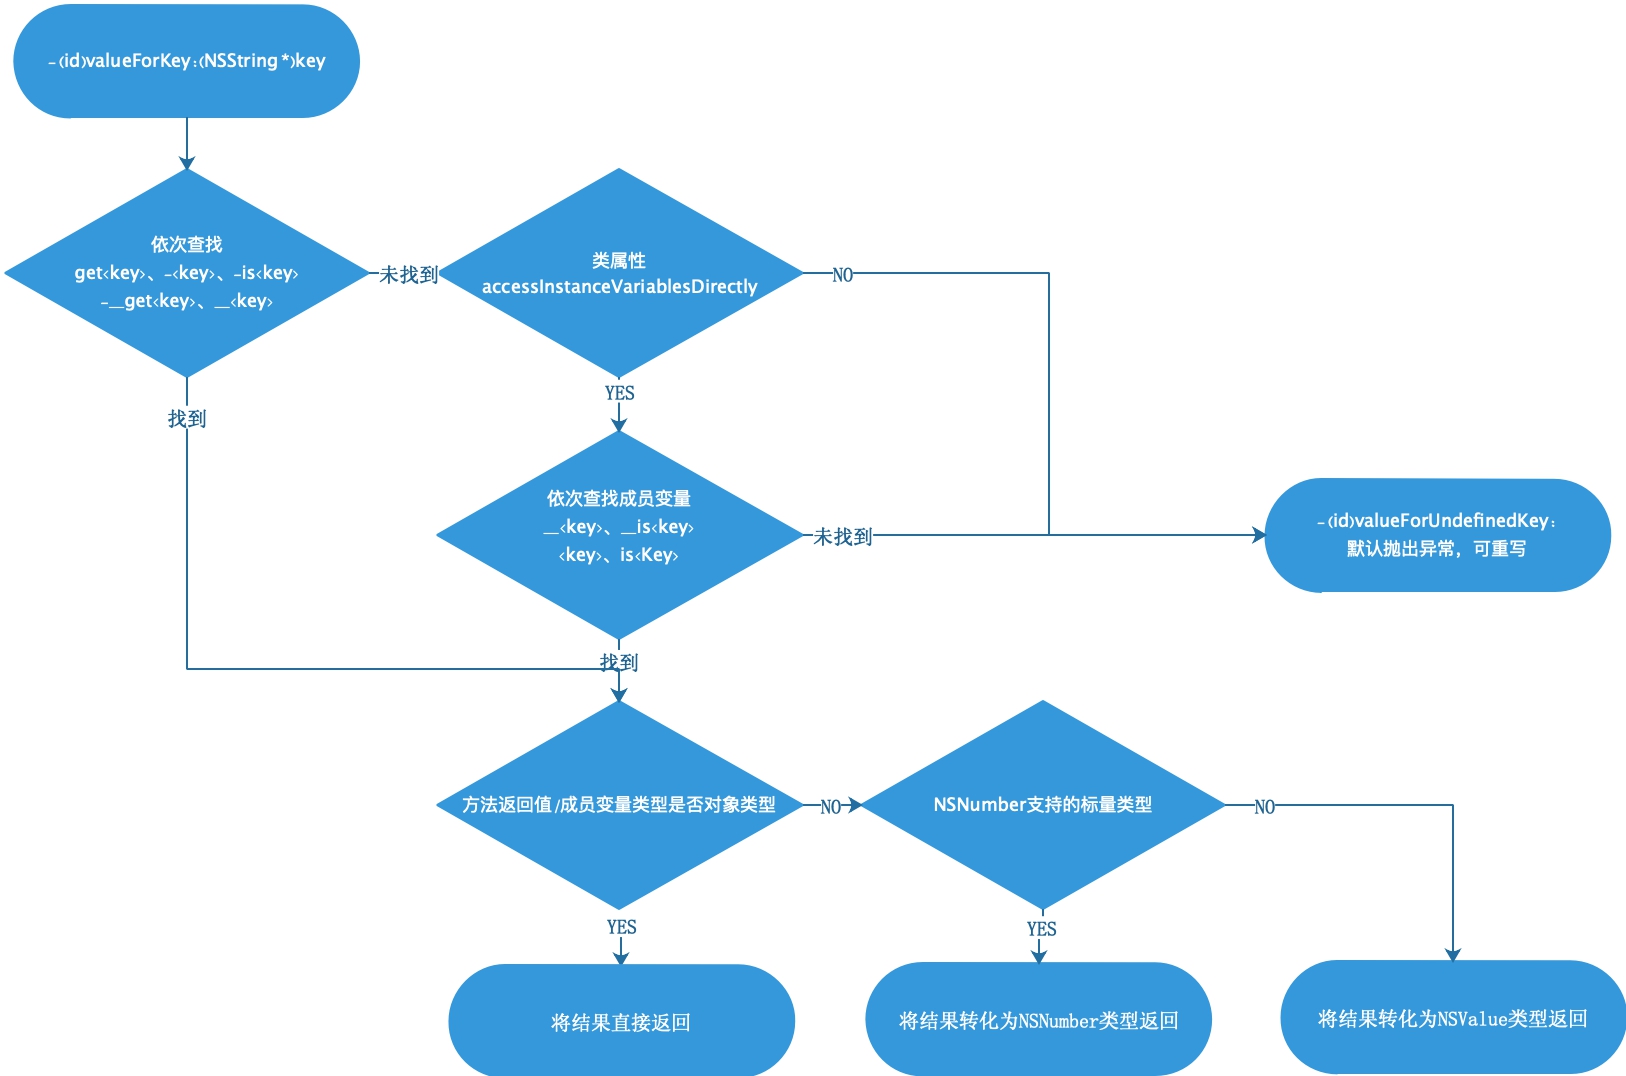 -(id)valueForKey:(NSString *)key
依次查找
get<key>、-<key>、-is<key>
-__get<key>、__<key>
未找到
类属性
accessInstanceVariablesDirectly
NO
YES
找到
依次查找成员变量
__<key>、__is<key>
<key>、is<Key>
未找到
-(id)valueForUndefinedKey:
默认抛出异常，可重写
找到
方法返回值/成员变量类型是否对象类型
NO
NSNumber支持的标量类型
NO
YES
YES
将结果直接返回
将结果转化为NSNumber类型返回
将结果转化为NSValue类型返回